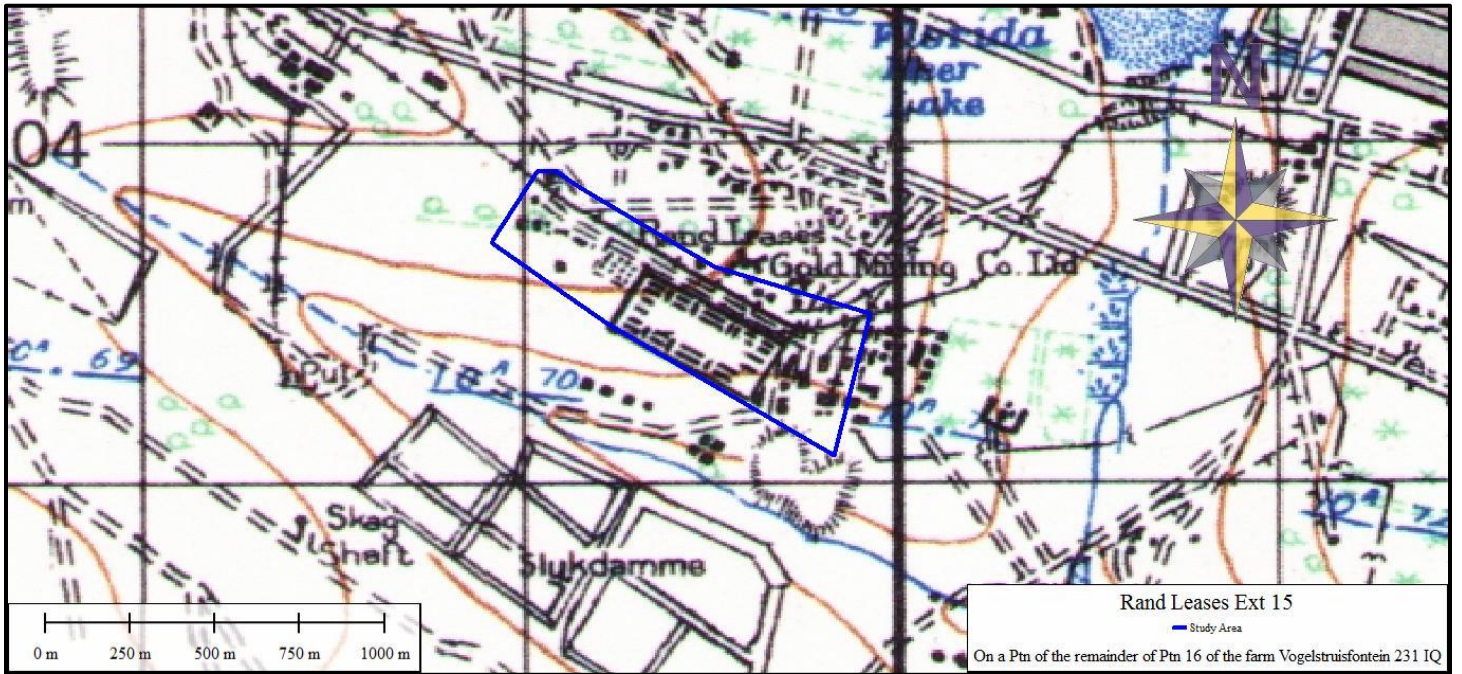 Florida
Lake
N
04
m
Rand Leases
Gold Mining Co. Ltd
69
Put
70
Skag
Shaft
Slykdamme
0 m 250 m 500 m 750 m 1000 m
Rand Leases Ext 15
Study Area
On a Ptn of the remainder of Ptn 16 of the farm Vogelstruisfontein 231 IQ